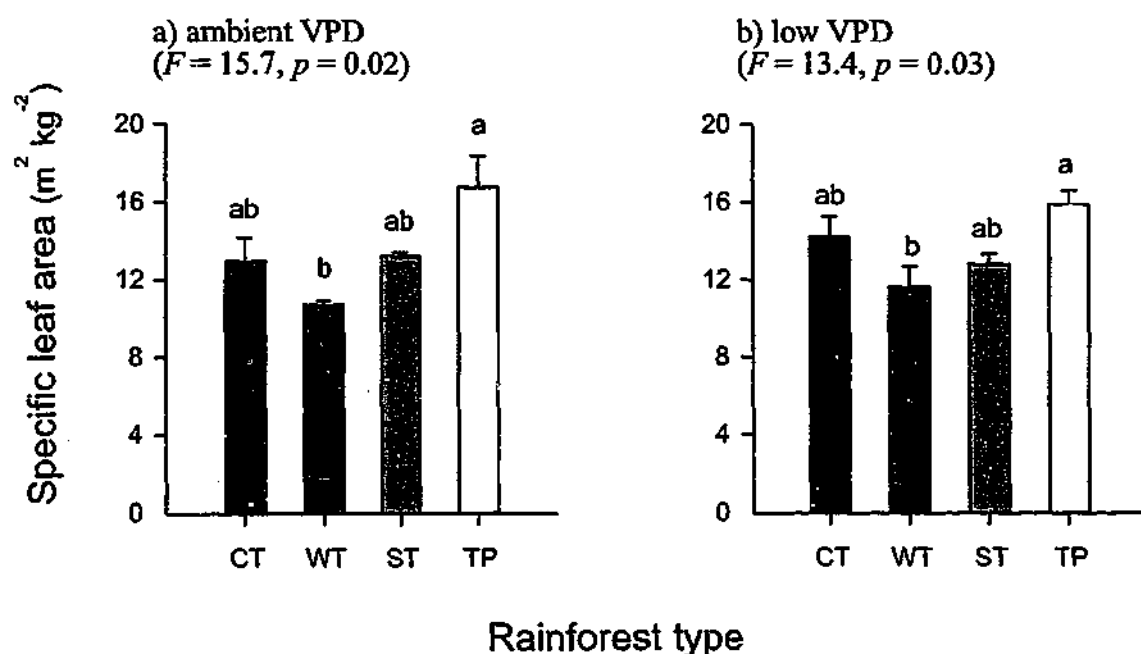 a) ambient VPD
(F = 15.7, p = 0.02)
b) low VPD
(F = 13.4, p = 0.03)
Specific leaf area (m² kg⁻²)
20
16
12
8
4
0
ab
b
ab
a
CT WT ST TP
20
16
12
8
4
0
ab
b
ab
a
CT WT ST TP
Rainforest type